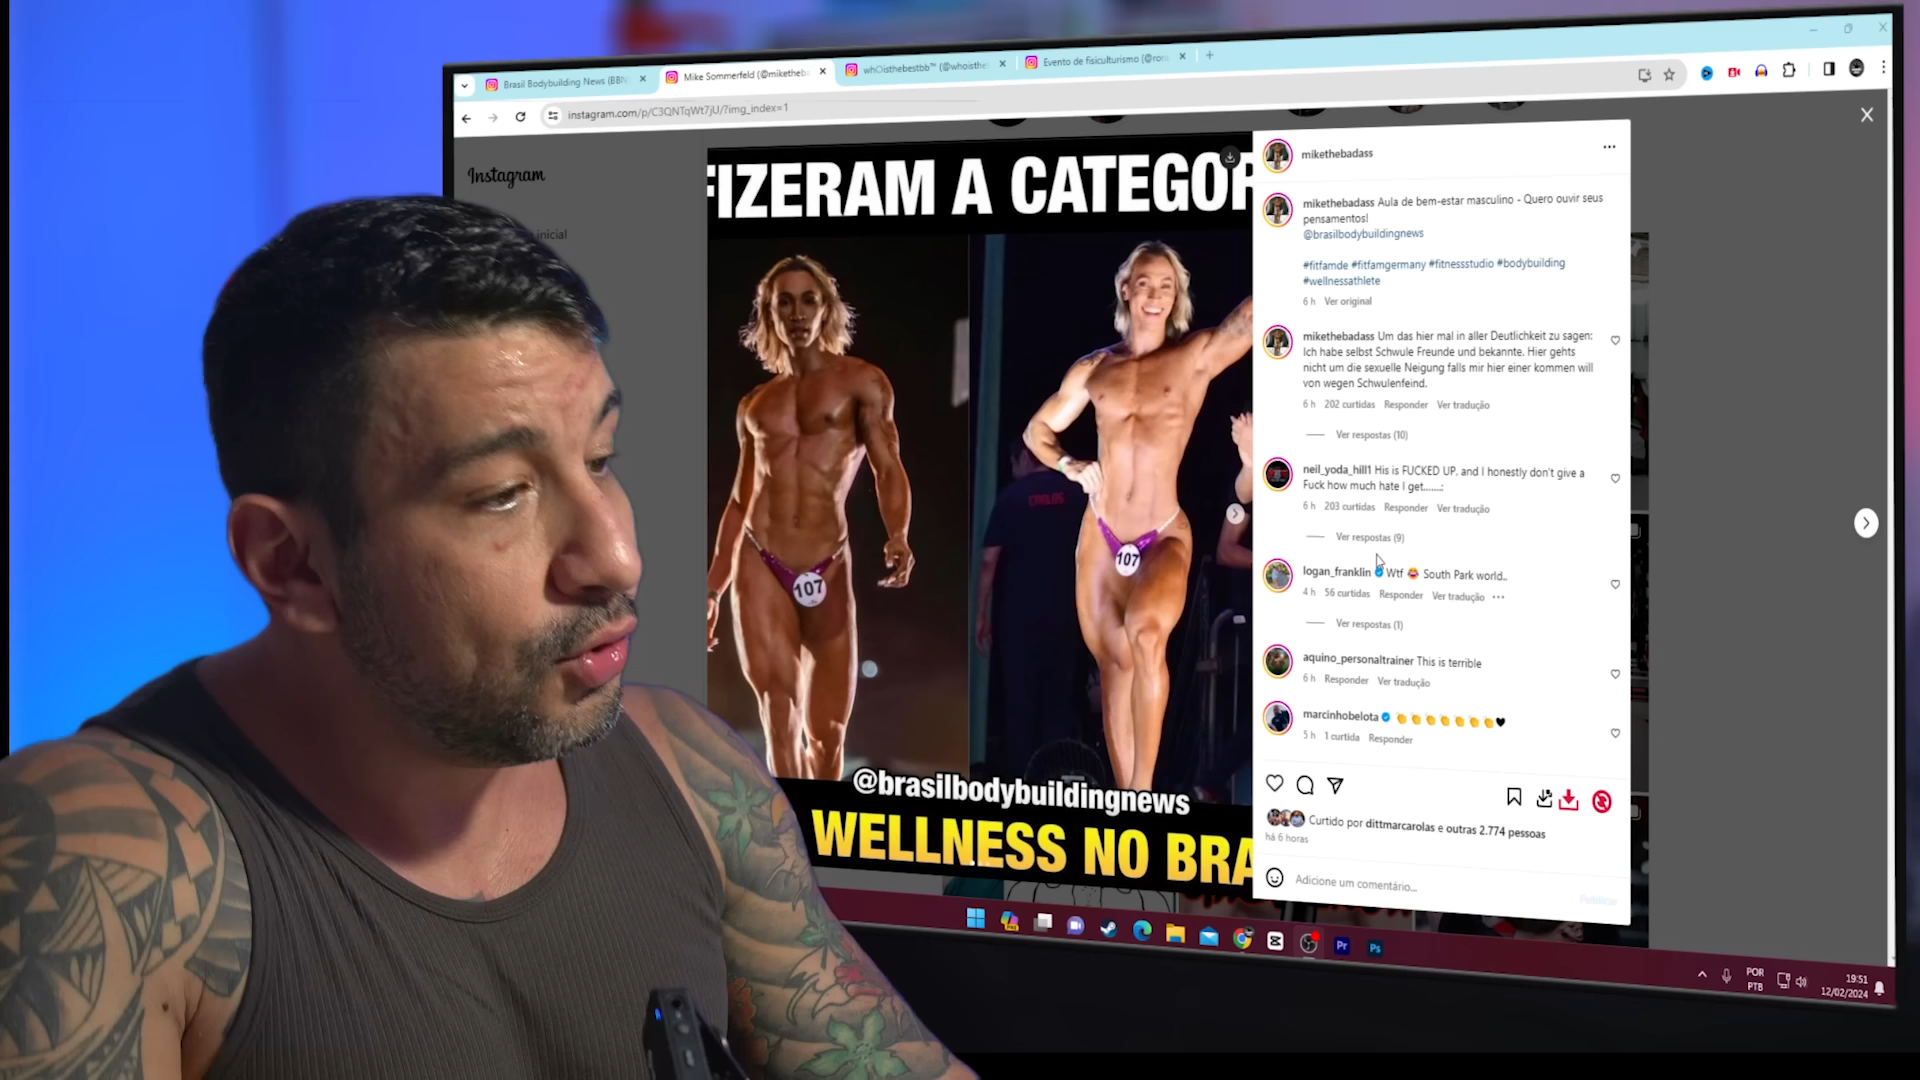 Brasil Bodybuilding News (BBN
Mike Sommerfeld (@miketheb
whOisthebestbb™ (@whoisthe
Evento de fisiculturismo (@ron
instagram.com/p/C3QNTqWt7jU/?img_index=1
Instagram
inicial
FIZERAM A CATEGOR
107
107
@brasilbodybuildingnews
WELLNESS NO BRA
mikethebadass
mikethebadass Aula de bem-estar masculino - Quero ouvir seus
pensamentos!
@brasilbodybuildingnews
#fitfamde #fitfamgermany #fitnessstudio #bodybuilding
#wellnessathlete
6 h Ver original
mikethebadass Um das hier mal in aller Deutlichkeit zu sagen:
Ich habe selbst Schwule Freunde und bekannte. Hier gehts
nicht um die sexuelle Neigung falls mir hier einer kommen will
von wegen Schwulenfeind.
6 h 202 curtidas Responder Ver tradução
Ver respostas (10)
neil_yoda_hill1 His is FUCKED UP, and I honestly don't give a
Fuck how much hate I get.......:
6 h 203 curtidas Responder Ver tradução
Ver respostas (9)
logan_franklin Wtf 😂 South Park world..
4 h 56 curtidas Responder Ver tradução
Ver respostas (1)
aquino_personaltrainer This is terrible
6 h Responder Ver tradução
marcinhobelota 👏👏👏👏👏👏👏🖤
5 h 1 curtida Responder
Curtido por dittmarcarolas e outras 2.774 pessoas
há 6 horas
Adicione um comentário...
Publicar
Pr
Ps
POR
PTB
19:51
12/02/2024